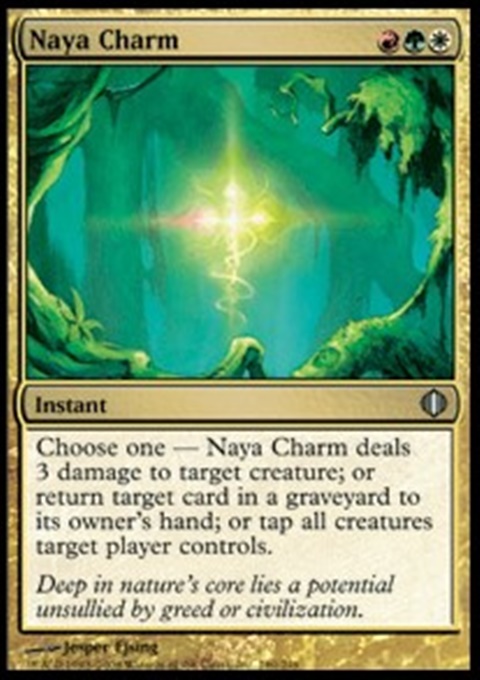 Naya Charm
Instant
Choose one — Naya Charm deals
3 damage to target creature; or
return target card in a graveyard to
its owner's hand; or tap all creatures
target player controls.
Deep in nature's core lies a potential
unsullied by greed or civilization.
Jesper Ejsing